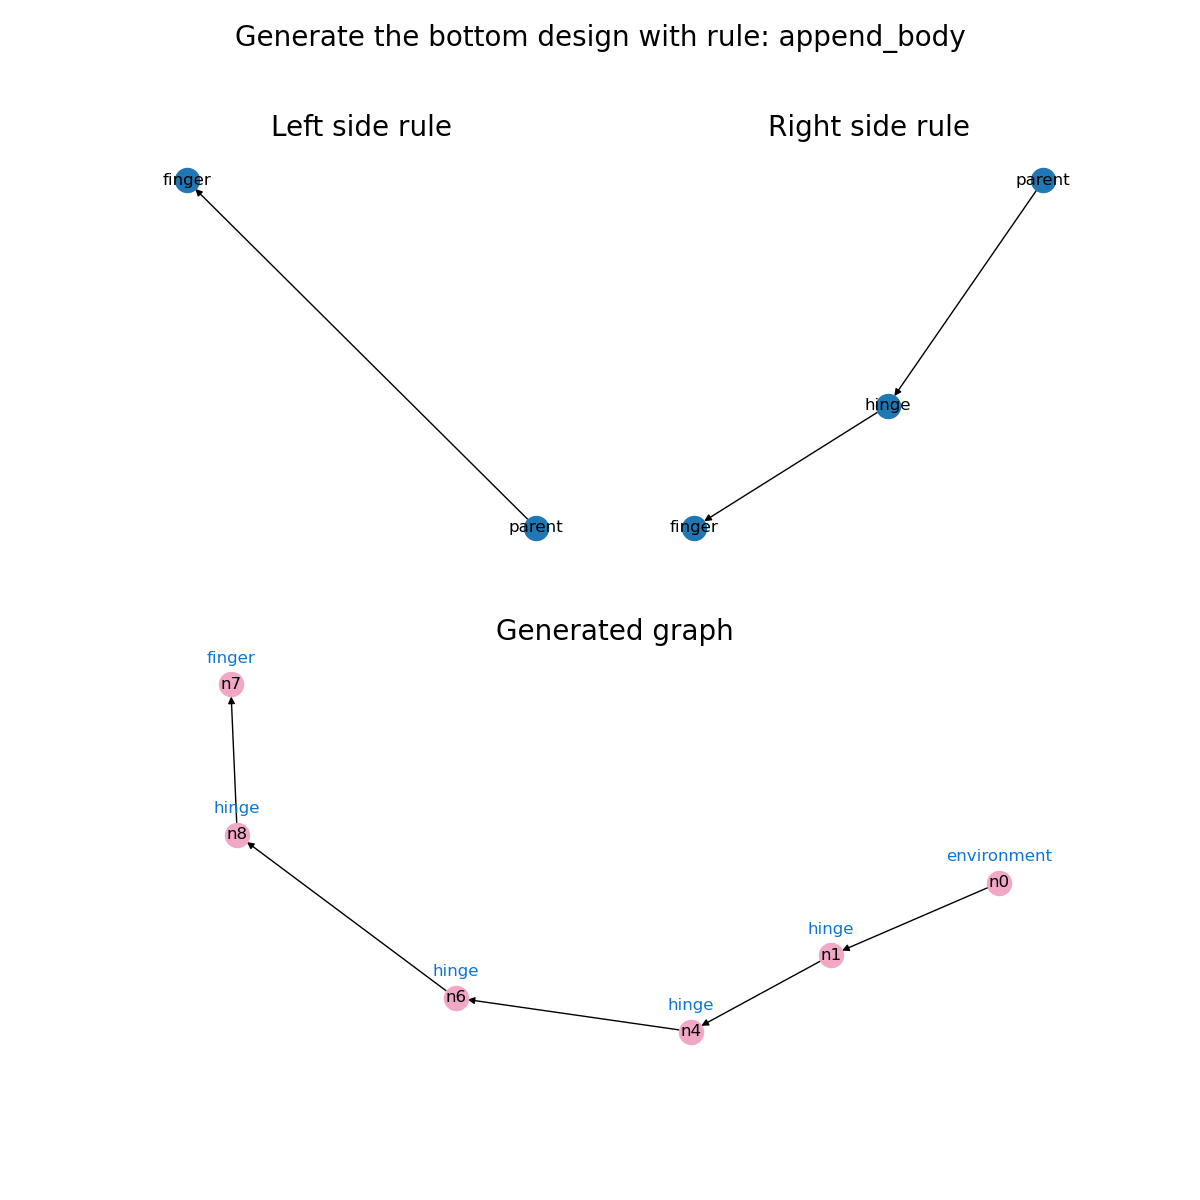 Generate the bottom design with rule: append_body
Left side rule
Right side rule
finger
parent
hinge
parent
finger
Generated graph
finger
n7
hinge
n8
environment
n0
hinge
n1
hinge
n6
hinge
n4